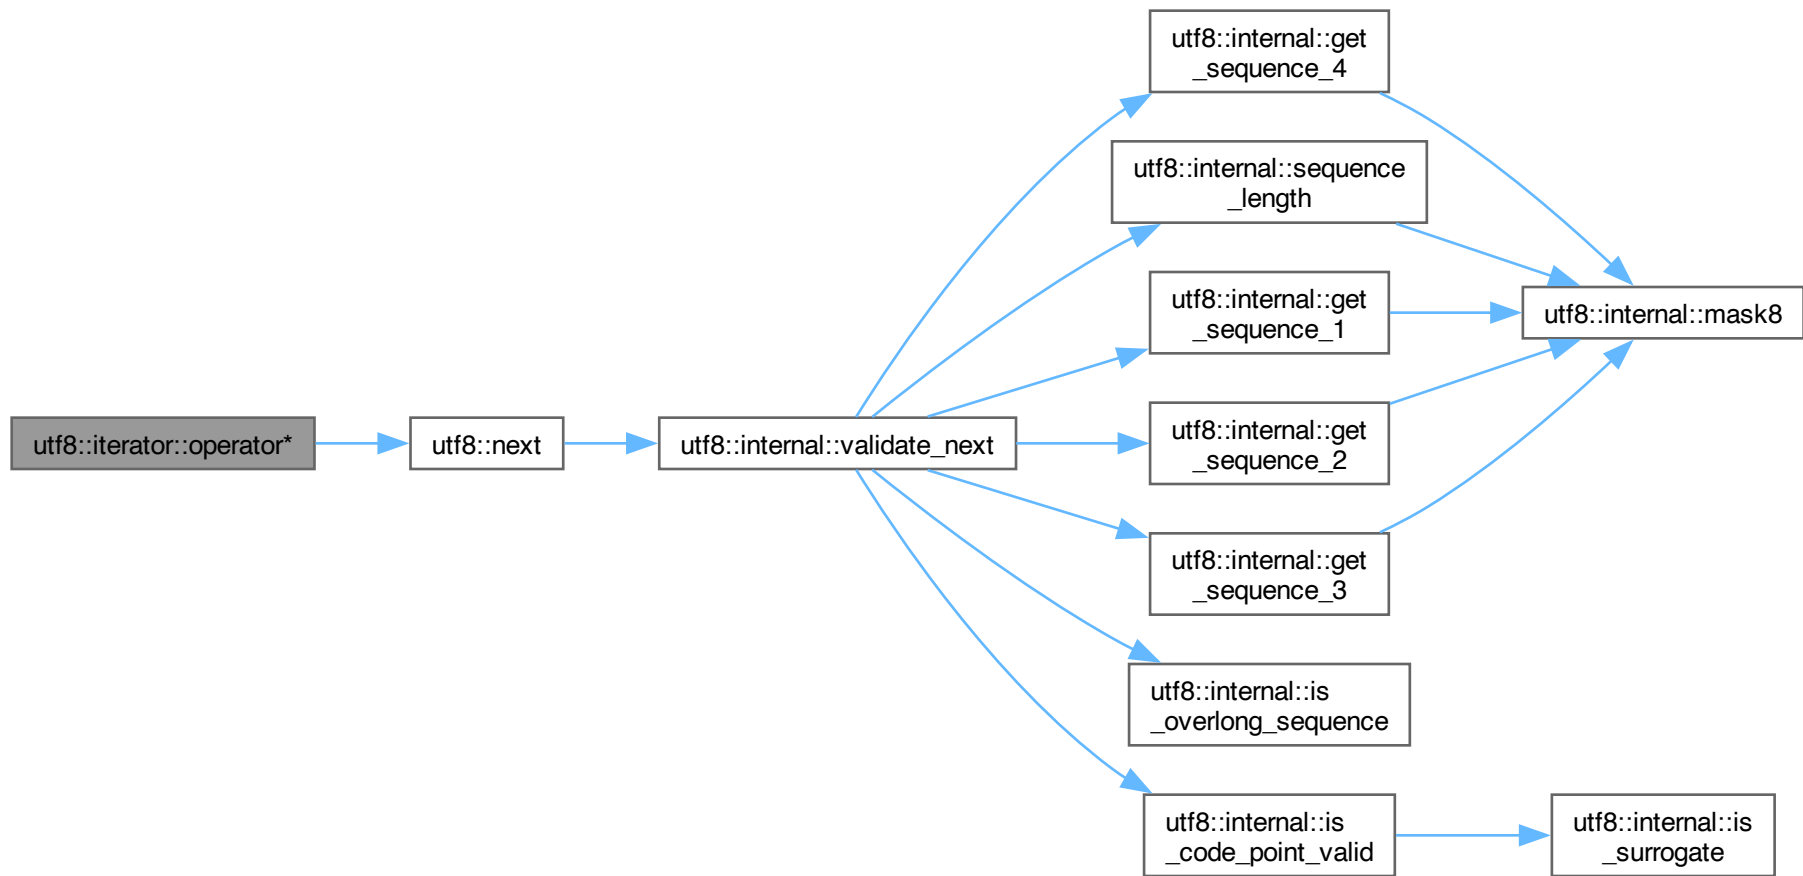 utf8::internal::get
_sequence_4
utf8::internal::sequence
_length
utf8::internal::get
_sequence_1
utf8::internal::mask8
utf8::iterator::operator*
utf8::next
utf8::internal::validate_next
utf8::internal::get
_sequence_2
utf8::internal::get
_sequence_3
utf8::internal::is
_overlong_sequence
utf8::internal::is
_code_point_valid
utf8::internal::is
_surrogate